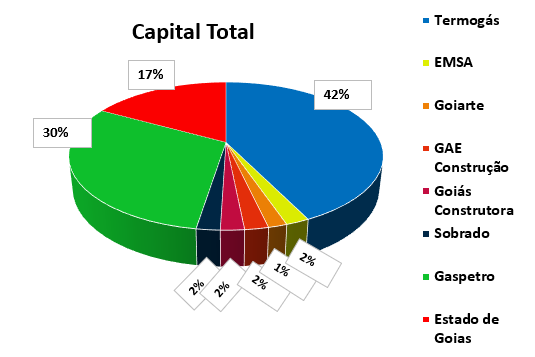 Capital Total
Termogás
EMSA
Goiarte
GAE
Construção
Goiás
Construtora
Sobrado
Gaspetro
Estado de
Goias
17%
42%
30%
2%
2%
2%
1%
2%